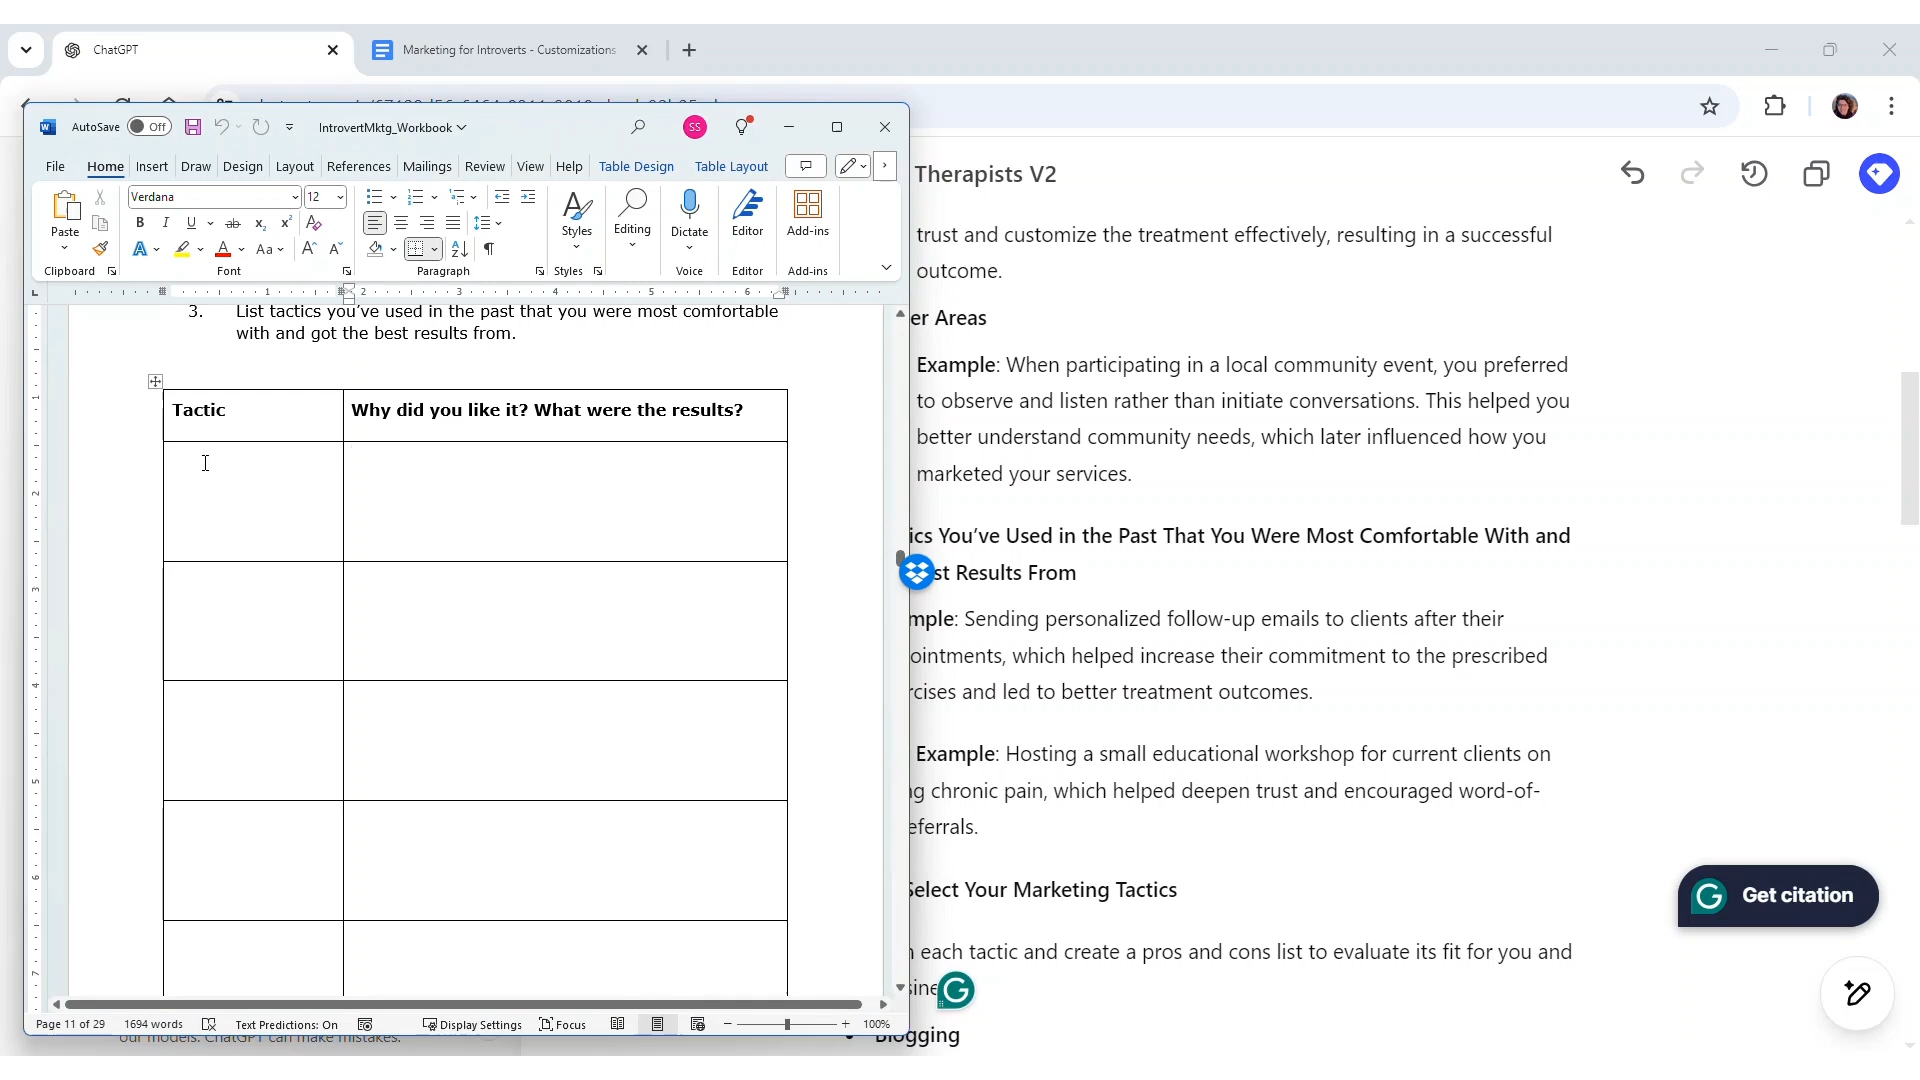 ChatGPT
Marketing for Introverts - Customizations
AutoSave
Off
IntrovertMktg_Workbook
SS
File
Home
Insert
Draw
Design
Layout
References
Mailings
Review
View
Help
Table Design
Table Layout
Paste
Verdana
12
Styles
Editing
Dictate
Editor
Add-ins
Clipboard
Font
Paragraph
Styles
Voice
Editor
Add-ins
3. List tactics you've used in the past that you were most comfortable
with and got the best results from.
Tactic
Why did you like it? What were the results?
Page 11 of 29
1694 words
Text Predictions: On
Display Settings
Focus
100%
our models. ChatGPT can make mistakes.
Therapists V2
trust and customize the treatment effectively, resulting in a successful
outcome.
er Areas
Example: When participating in a local community event, you preferred
to observe and listen rather than initiate conversations. This helped you
better understand community needs, which later influenced how you
marketed your services.
ics You've Used in the Past That You Were Most Comfortable With and
st Results From
mple: Sending personalized follow-up emails to clients after their
ointments, which helped increase their commitment to the prescribed
rcises and led to better treatment outcomes.
Example: Hosting a small educational workshop for current clients on
g chronic pain, which helped deepen trust and encouraged word-of-
eferrals.
Select Your Marketing Tactics
each tactic and create a pros and cons list to evaluate its fit for you and
sine
Blogging
Get citation